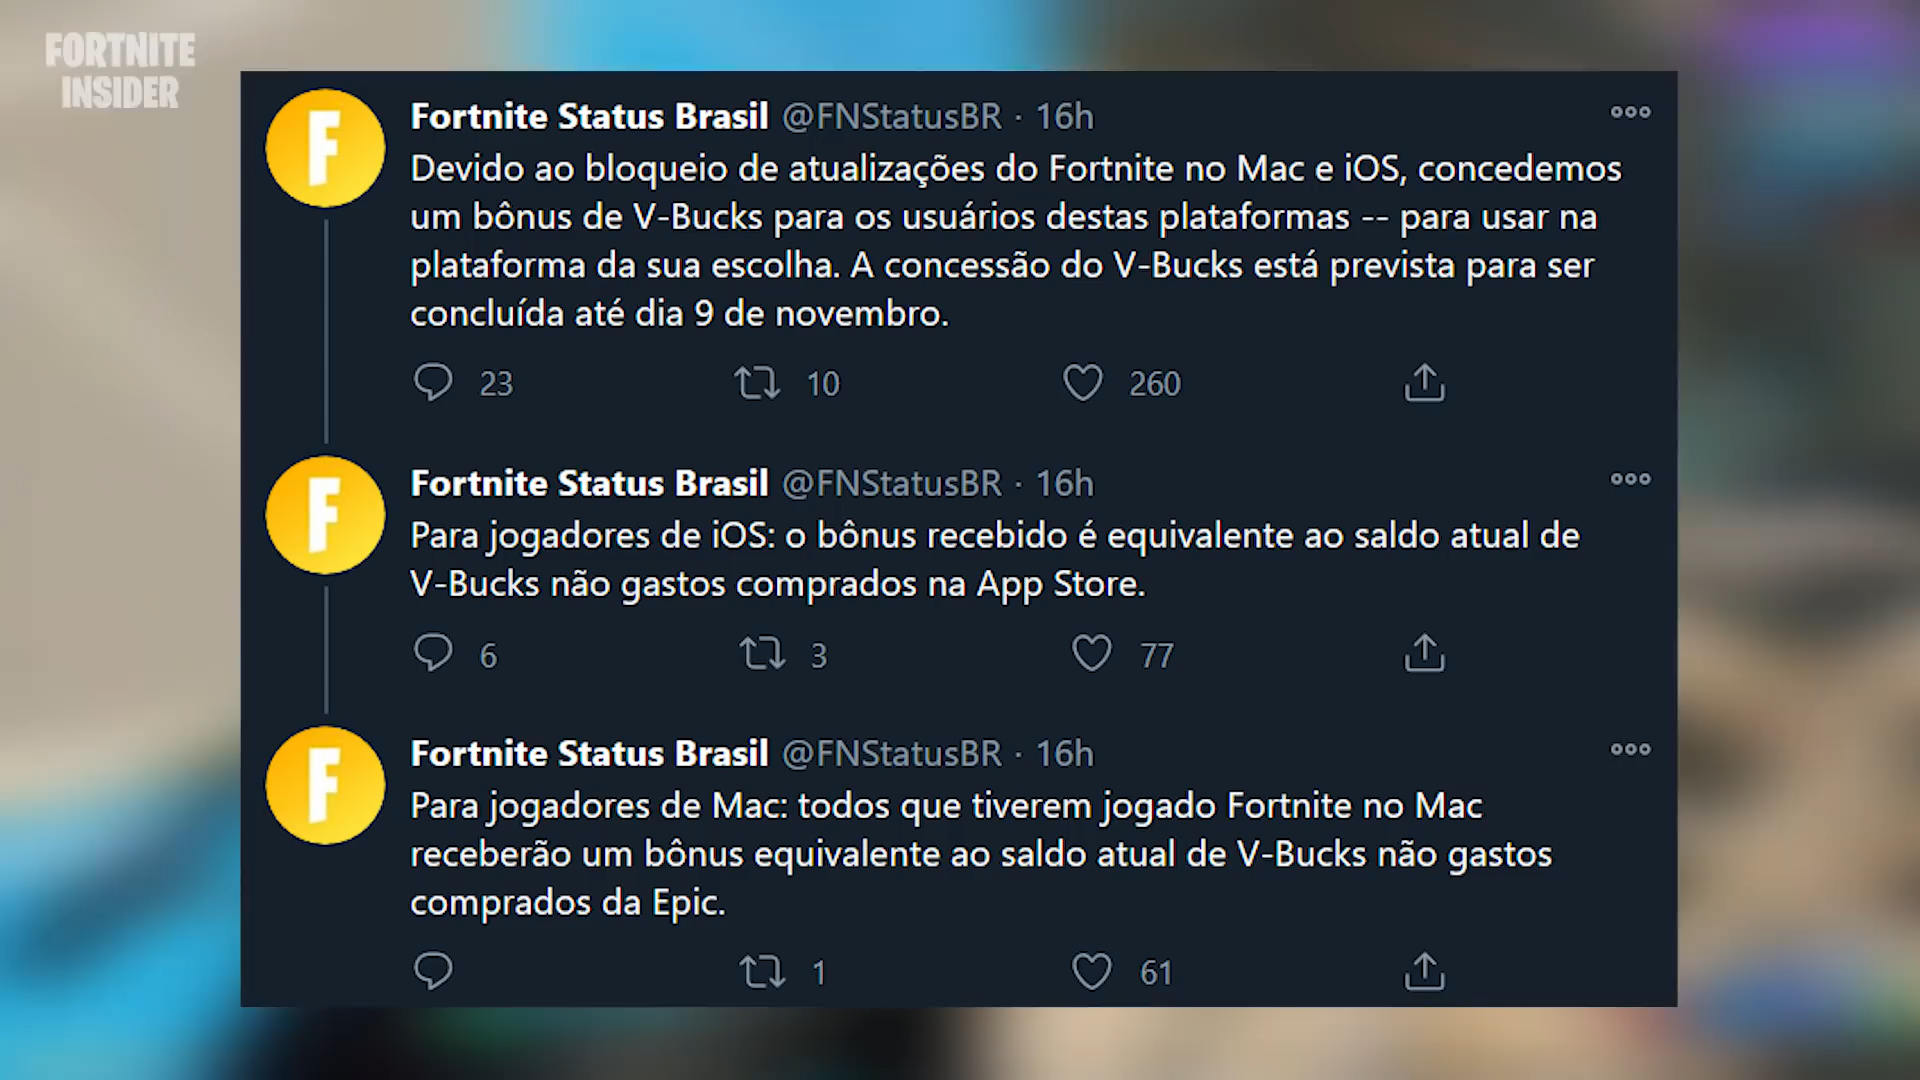 FORTNITE
INSIDER
Fortnite Status Brasil @FNStatusBR · 16h
Devido ao bloqueio de atualizações do Fortnite no Mac e iOS, concedemos
um bônus de V-Bucks para os usuários destas plataformas -- para usar na
plataforma da sua escolha. A concessão do V-Bucks está prevista para ser
concluída até dia 9 de novembro.
23 10 260
Fortnite Status Brasil @FNStatusBR · 16h
Para jogadores de iOS: o bônus recebido é equivalente ao saldo atual de
V-Bucks não gastos comprados na App Store.
6 3 77
Fortnite Status Brasil @FNStatusBR · 16h
Para jogadores de Mac: todos que tiverem jogado Fortnite no Mac
receberão um bônus equivalente ao saldo atual de V-Bucks não gastos
comprados da Epic.
1 61